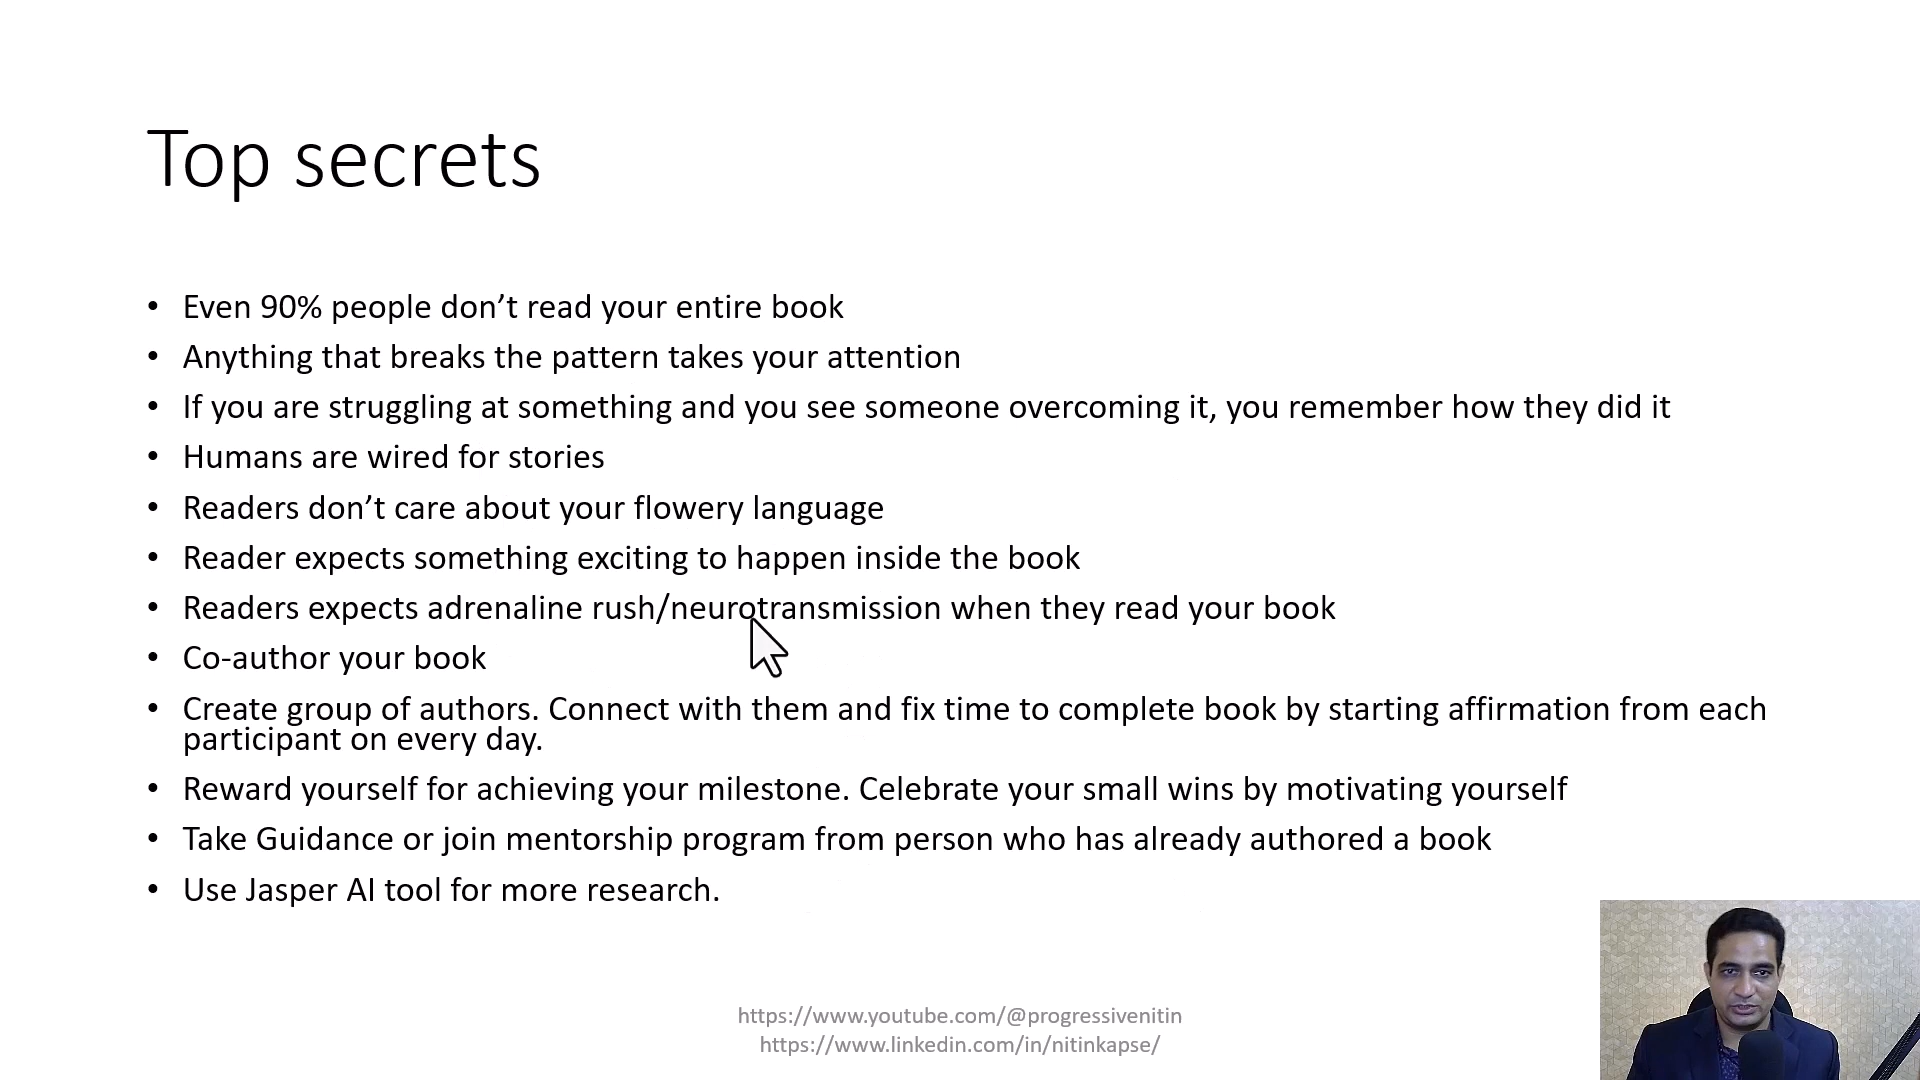 Top secrets
• Even 90% people don’t read your entire book
• Anything that breaks the pattern takes your attention
• If you are struggling at something and you see someone overcoming it, you remember how they did it
• Humans are wired for stories
• Readers don’t care about your flowery language
• Reader expects something exciting to happen inside the book
• Readers expects adrenaline rush/neurotransmission when they read your book
• Co-author your book
• Create group of authors. Connect with them and fix time to complete book by starting affirmation from each
participant on every day.
• Reward yourself for achieving your milestone. Celebrate your small wins by motivating yourself
• Take Guidance or join mentorship program from person who has already authored a book
• Use Jasper AI tool for more research.
https://www.youtube.com/@progressivenitin
https://www.linkedin.com/in/nitinkapse/